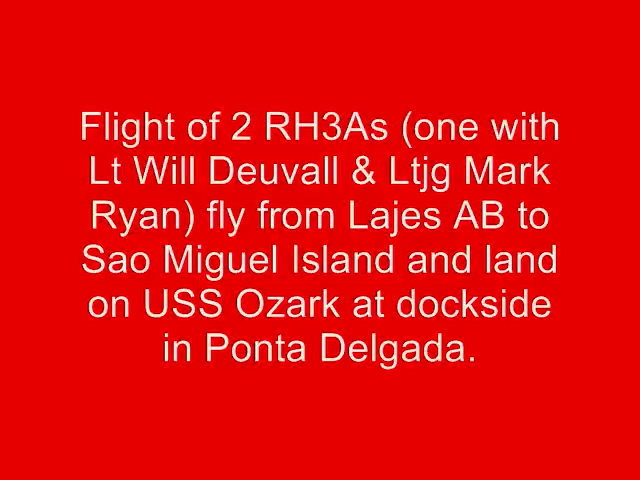 Flight of 2 RH3As (one with
Lt Will Deuvall & Ltjg Mark
Ryan) fly from Lajes AB to
Sao Miguel Island and land
on USS Ozark at dockside
in Ponta Delgada.